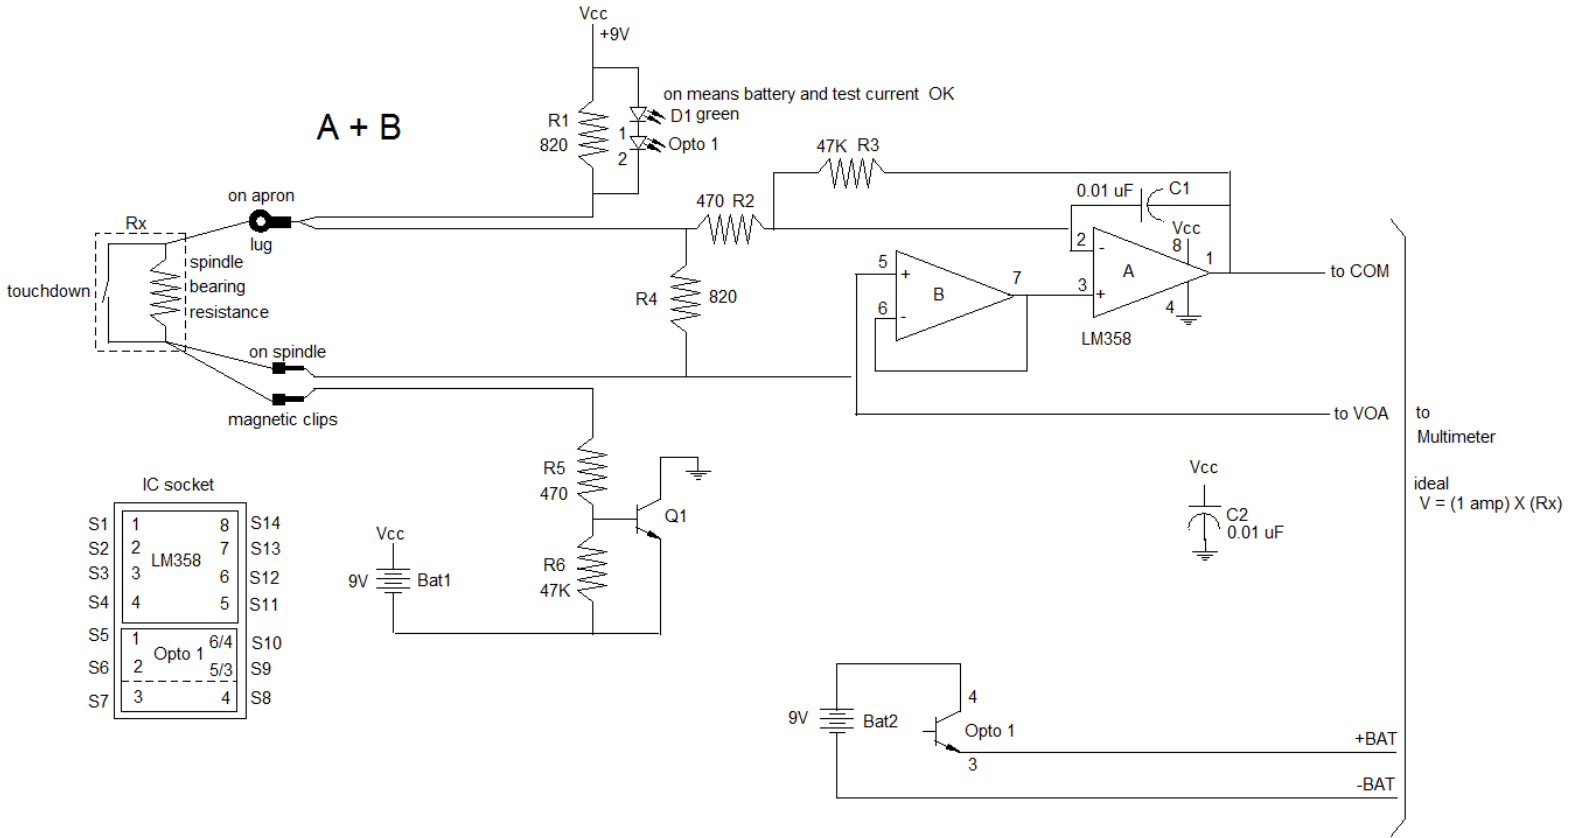 Vcc
+9V
A + B
on means battery and test current OK
D1 green
R1
820
1
2
Opto 1
47K R3
on apron
lug
470 R2
0.01 uF
C1
Vcc
Rx
touchdown
spindle
bearing
resistance
R4
820
5
+
B
7
6
-
2
-
8
A
1
3
+
4
LM358
to COM
on spindle
magnetic clips
to VOA
to
Multimeter
ideal
V = (1 amp) X (Rx)
R5
470
Q1
R6
47K
Vcc
9V
Bat1
Vcc
C2
0.01 uF
IC socket
S1 1 8 S14
S2 2 7 S13
LM358
S3 3 6 S12
S4 4 5 S11
S5 1 6/4 S10
Opto 1
S6 2 5/3 S9
S7 3 4 S8
9V
Bat2
4
Opto 1
3
+BAT
-BAT